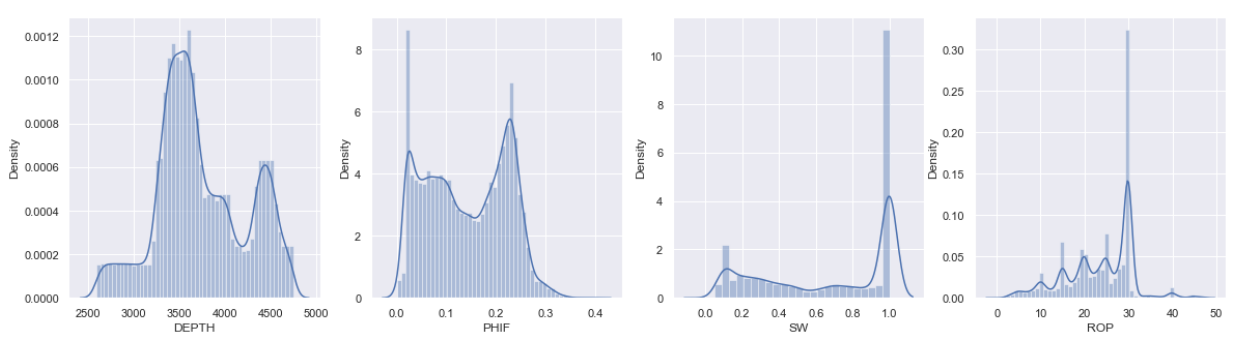 0.0012
0.0010
0.0008
0.0006
0.0004
0.0002
0.0000
Density
2500 3000 3500 4000 4500 5000
DEPTH
8
6
4
2
0
Density
0.0 0.1 0.2 0.3 0.4
PHIF
10
8
6
4
2
0
Density
0.0 0.2 0.4 0.6 0.8 1.0
SW
0.30
0.25
0.20
0.15
0.10
0.05
0.00
Density
0 10 20 30 40 50
ROP